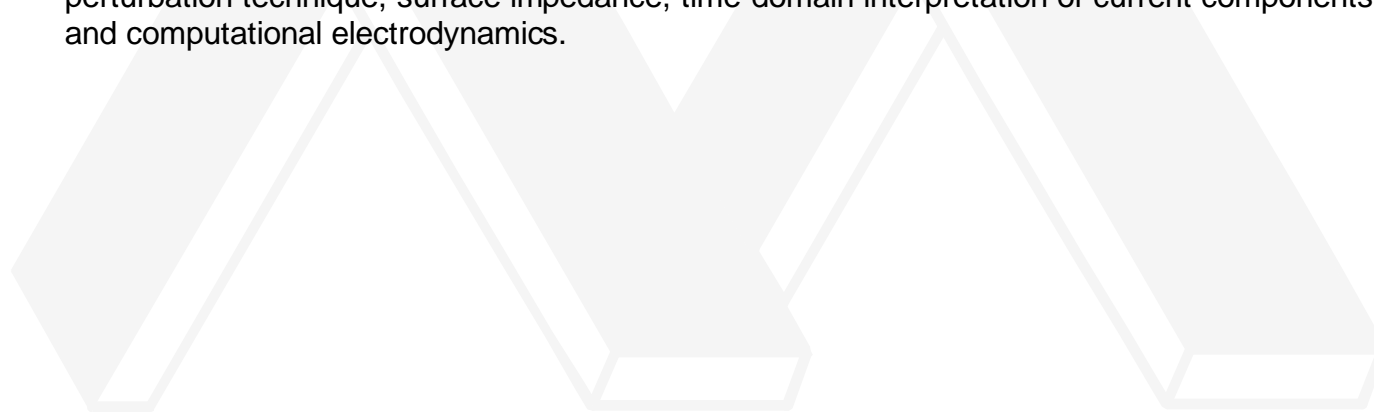 perturbation technique, surface impedance, time-domain interpretation of current components
and computational electrodynamics.